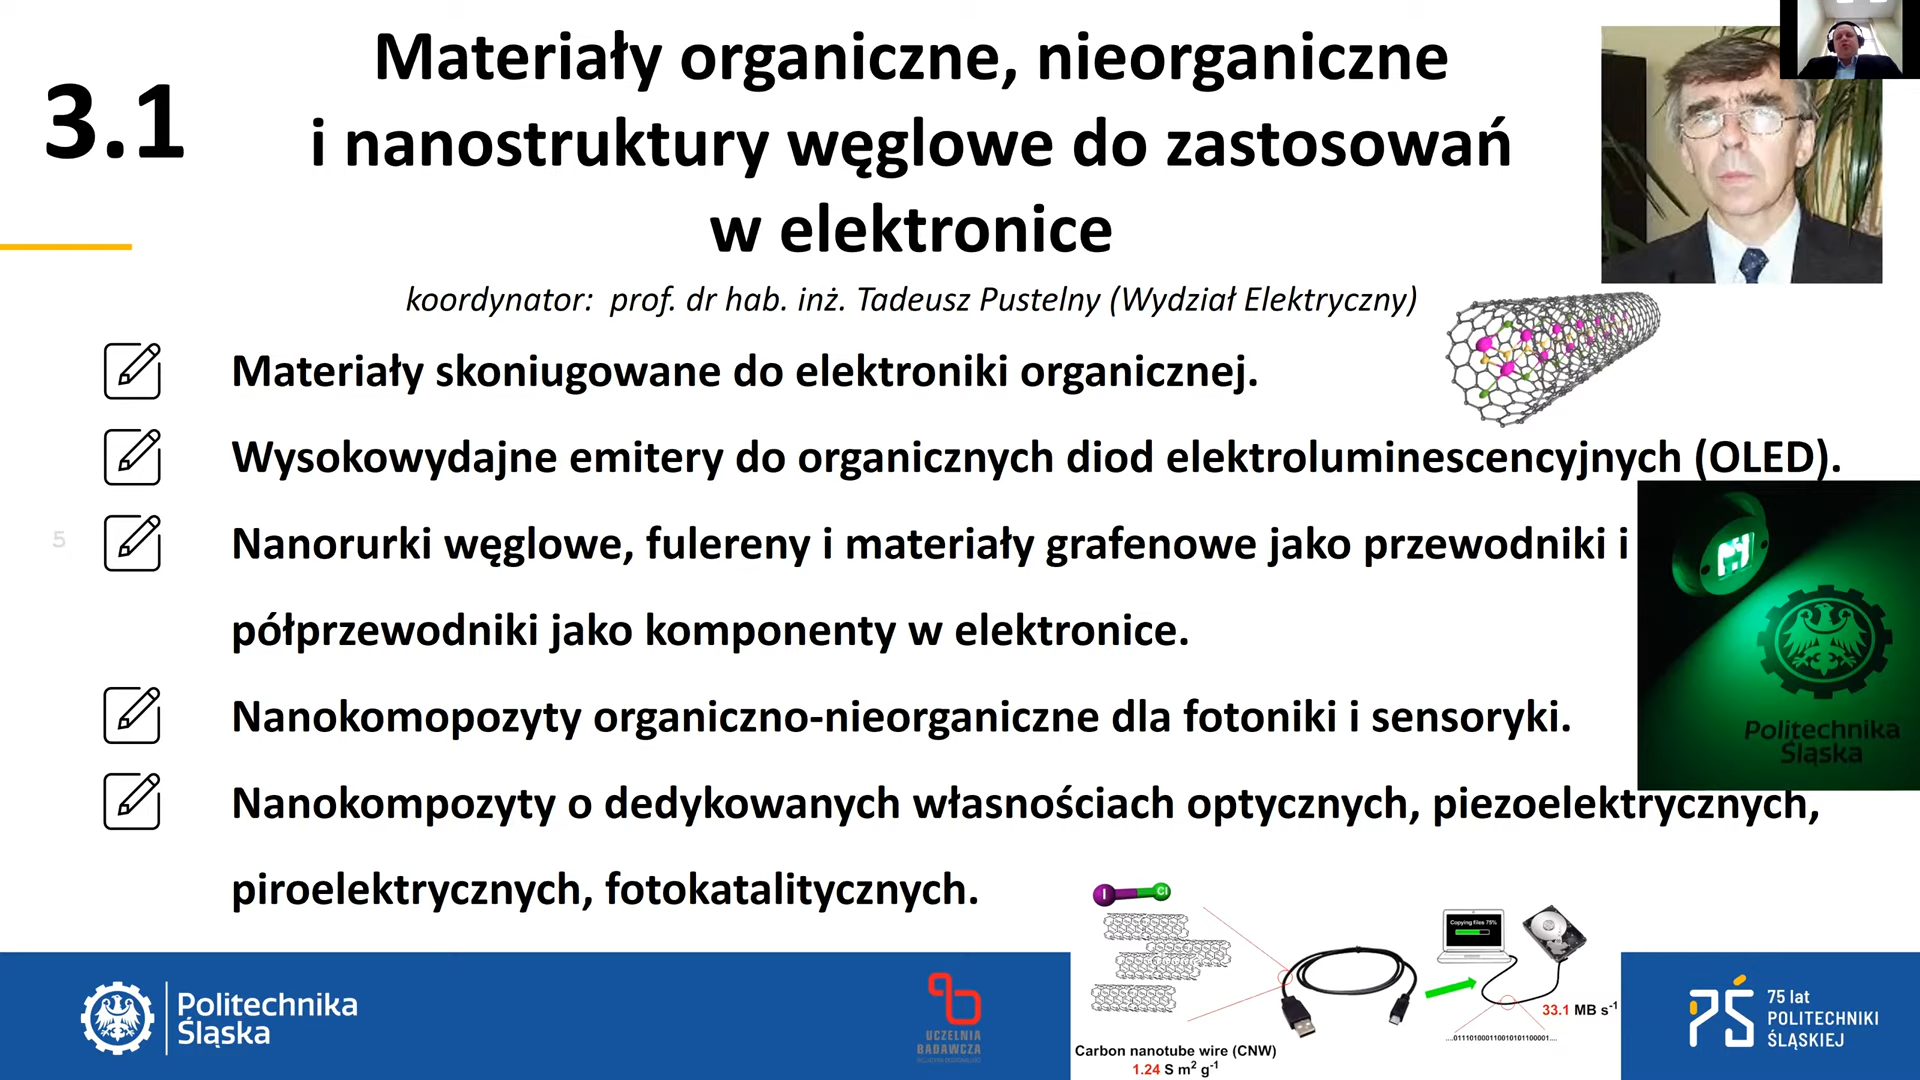 3.1
Materiały organiczne, nieorganiczne
i nanostruktury węglowe do zastosowań
w elektronice
koordynator: prof. dr hab. inż. Tadeusz Pustelny (Wydział Elektryczny)
Materiały skoniugowane do elektroniki organicznej.
Wysokowydajne emitery do organicznych diod elektroluminescencyjnych (OLED).
5
Nanorurki węglowe, fulereny i materiały grafenowe jako przewodniki i
półprzewodniki jako komponenty w elektronice.
Nanokomopozyty organiczno-nieorganiczne dla fotoniki i sensoryki.
Politechnika
Śląska
Nanokompozyty o dedykowanych własnościach optycznych, piezoelektrycznych,
piroelektrycznych, fotokatalitycznych.
I Cl
Copying files 75%
33.1 MB s⁻¹
....01110100011001010110001....
Carbon nanotube wire (CNW)
1.24 S m² g⁻¹
Politechnika
Śląska
UCZELNIA
BADAWCZA
75 lat
POLITECHNIKI
ŚLĄSKIEJ